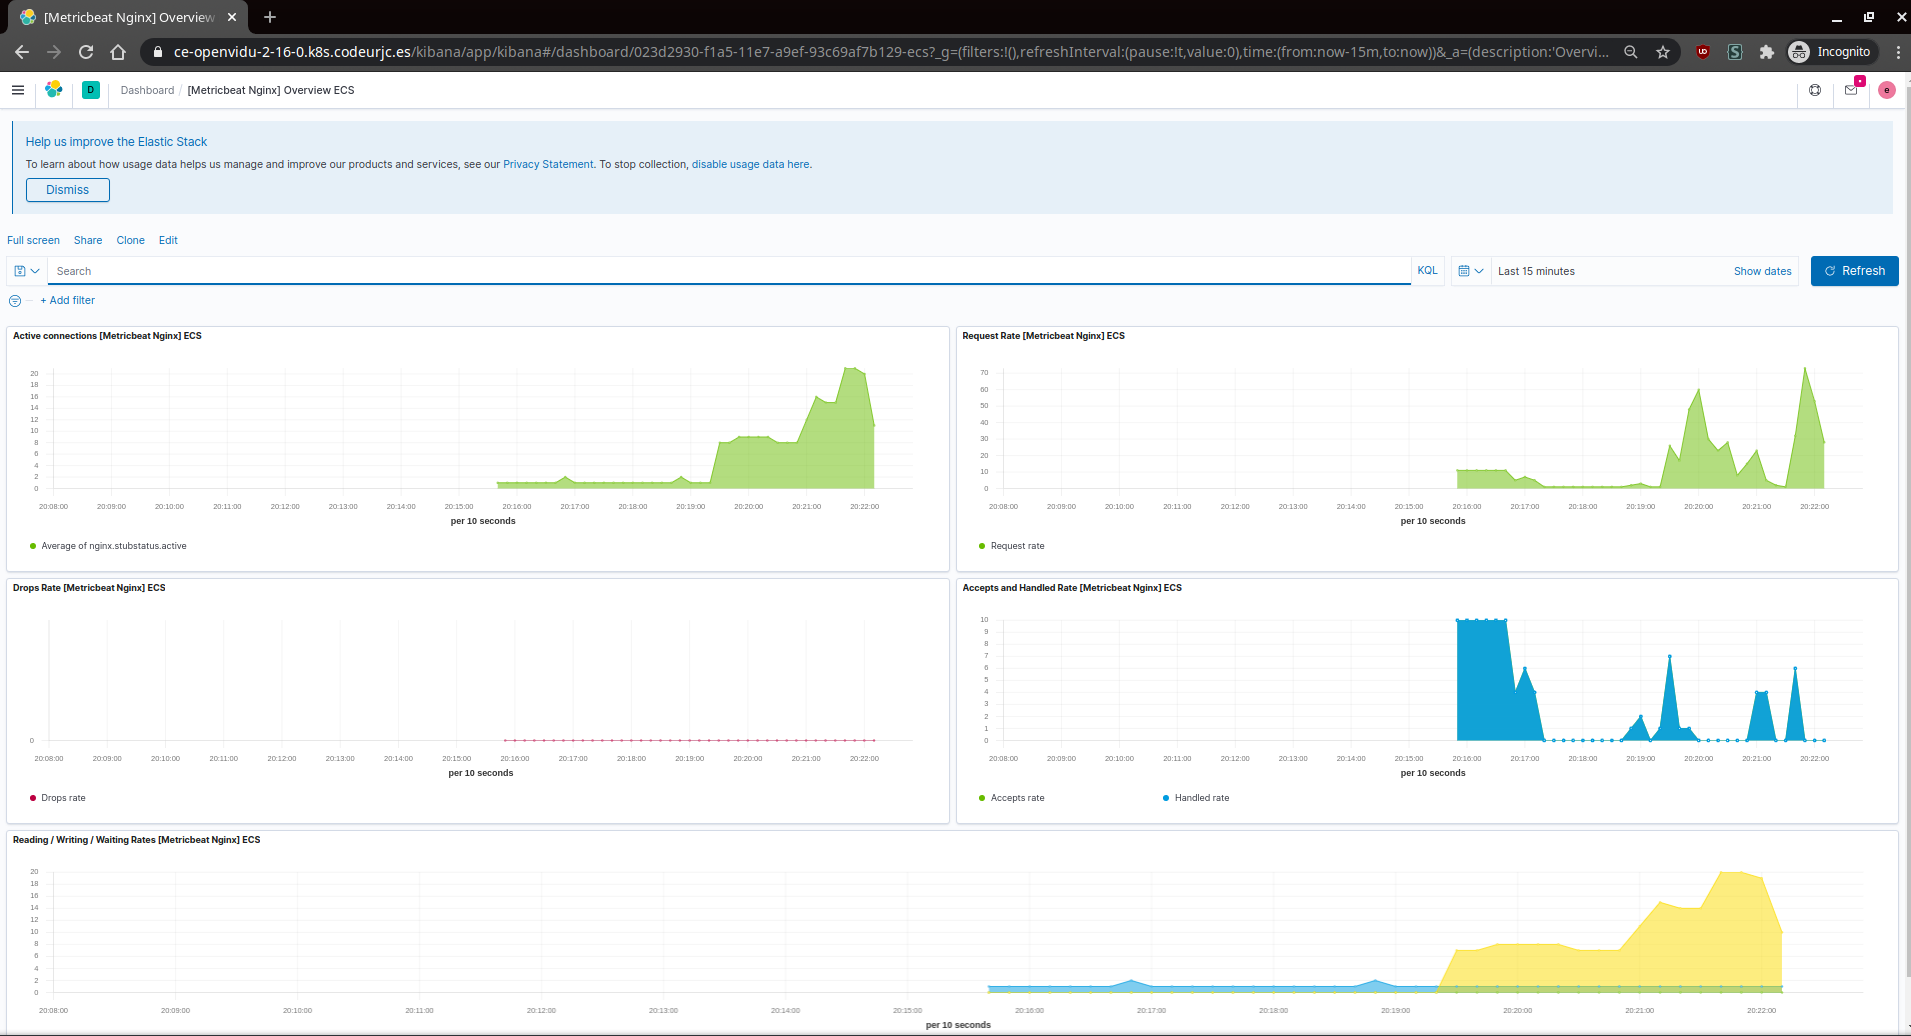 [Metricbeat Nginx] Overview
ce-openvidu-2-16-0.k8s.codeurjc.es/kibana/app/kibana#/dashboard/023d2930-f1a5-11e7-a9ef-93c69af7b129-ecs?_g=(filters:!(),refreshInterval:(pause:!t,value:0),time:(from:now-15m,to:now))&_a=(description:'Overvi...
Incognito
D
Dashboard / [Metricbeat Nginx] Overview ECS
e
Help us improve the Elastic Stack
To learn about how usage data helps us manage and improve our products and services, see our Privacy Statement. To stop collection, disable usage data here.
Dismiss
Full screen Share Clone Edit
Search KQL Last 15 minutes Show dates Refresh
+ Add filter
Active connections [Metricbeat Nginx] ECS
20
18
16
14
12
10
8
6
4
2
0
20:08:00 20:09:00 20:10:00 20:11:00 20:12:00 20:13:00 20:14:00 20:15:00 20:16:00 20:17:00 20:18:00 20:19:00 20:20:00 20:21:00 20:22:00
per 10 seconds
Average of nginx.stubstatus.active
Request Rate [Metricbeat Nginx] ECS
70
60
50
40
30
20
10
0
20:08:00 20:09:00 20:10:00 20:11:00 20:12:00 20:13:00 20:14:00 20:15:00 20:16:00 20:17:00 20:18:00 20:19:00 20:20:00 20:21:00 20:22:00
per 10 seconds
Request rate
Drops Rate [Metricbeat Nginx] ECS
0
20:08:00 20:09:00 20:10:00 20:11:00 20:12:00 20:13:00 20:14:00 20:15:00 20:16:00 20:17:00 20:18:00 20:19:00 20:20:00 20:21:00 20:22:00
per 10 seconds
Drops rate
Accepts and Handled Rate [Metricbeat Nginx] ECS
10
9
8
7
6
5
4
3
2
1
0
20:08:00 20:09:00 20:10:00 20:11:00 20:12:00 20:13:00 20:14:00 20:15:00 20:16:00 20:17:00 20:18:00 20:19:00 20:20:00 20:21:00 20:22:00
per 10 seconds
Accepts rate Handled rate
Reading / Writing / Waiting Rates [Metricbeat Nginx] ECS
20
18
16
14
12
10
8
6
4
2
0
20:08:00 20:09:00 20:10:00 20:11:00 20:12:00 20:13:00 20:14:00 20:15:00 20:16:00 20:17:00 20:18:00 20:19:00 20:20:00 20:21:00 20:22:00
per 10 seconds